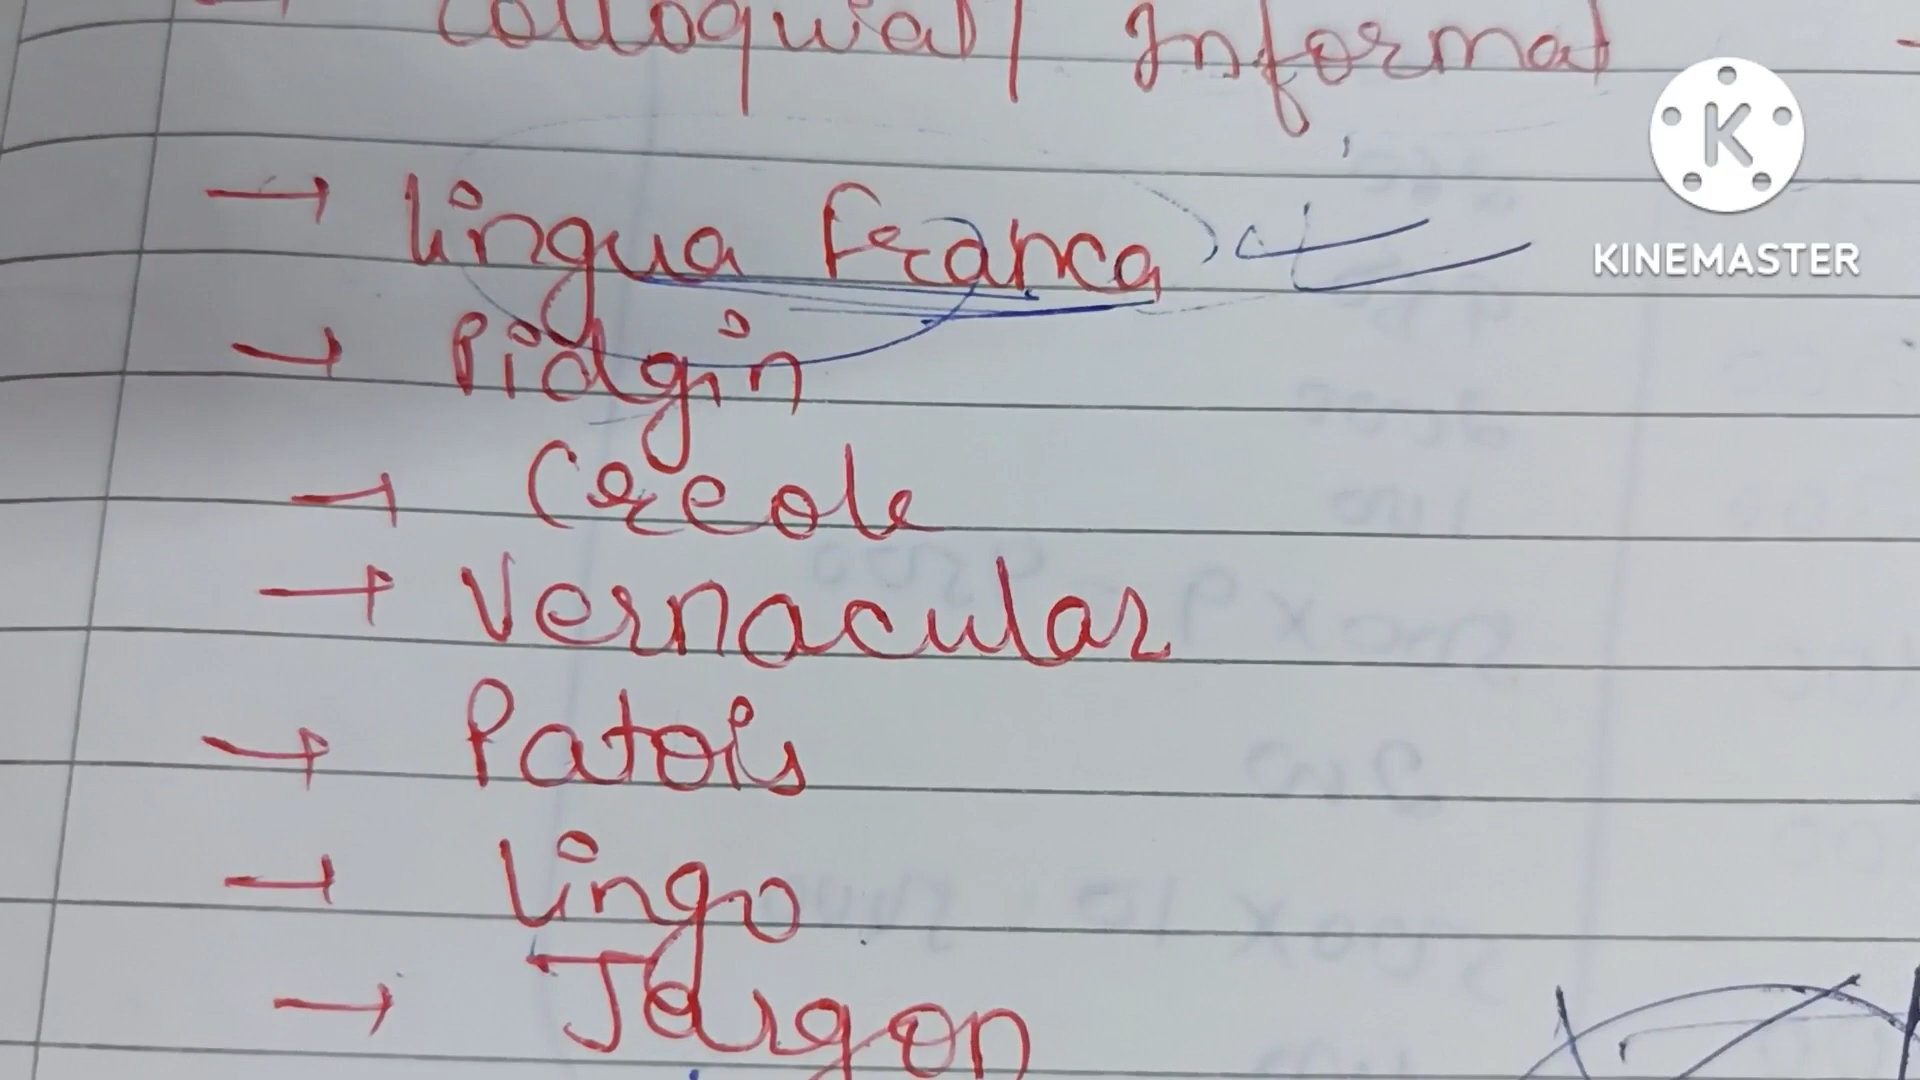 → Colloquial / Informal -
→ lingua Franca
→ Pidgin
→ Creole
→ Vernacular
→ Patois
→ Lingo
→ Jargon
K
KINEMASTER